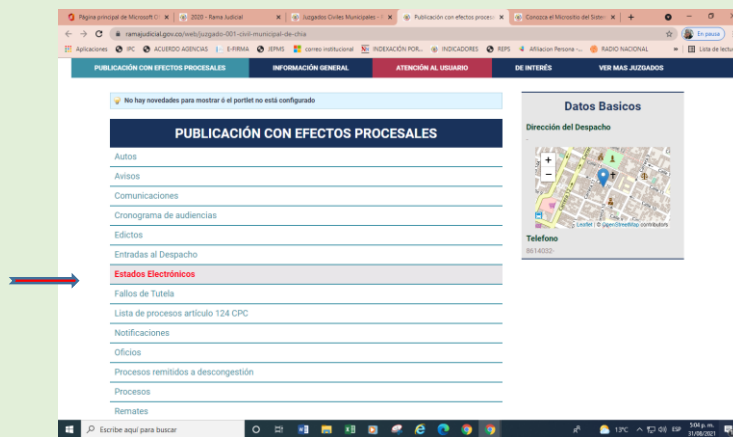 Página principal de Microsoft O
2020 - Rama Judicial
Juzgados Civiles Municipales -
Publicación con efectos proces
Conozca el Micrositio del Siste
ramajudicial.gov.co/web/juzgado-001-civil-municipal-de-chia
En pausa
Aplicaciones
IPC
ACUERDO AGENCIAS
E-FIRMA
JEPMS
correo institucional
INDEXACIÓN POR...
INDICADORES
REPS
Afiliacion Persona -...
RADIO NACIONAL
Lista de lectu
PUBLICACIÓN CON EFECTOS PROCESALES
INFORMACIÓN GENERAL
ATENCIÓN AL USUARIO
DE INTERÉS
VER MAS JUZGADOS
No hay novedades para mostrar ó el portlet no está configurado
PUBLICACIÓN CON EFECTOS PROCESALES
Autos
Avisos
Comunicaciones
Cronograma de audiencias
Edictos
Entradas al Despacho
Estados Electrónicos
Fallos de Tutela
Lista de procesos artículo 124 CPC
Notificaciones
Oficios
Procesos remitidos a descongestión
Procesos
Remates
Datos Basicos
Dirección del Despacho
+
−
Leaflet | © OpenStreetMap contributors
Telefono
8614032-
Escribe aquí para buscar
13°C
ESP
5:04 p. m.
31/08/2021